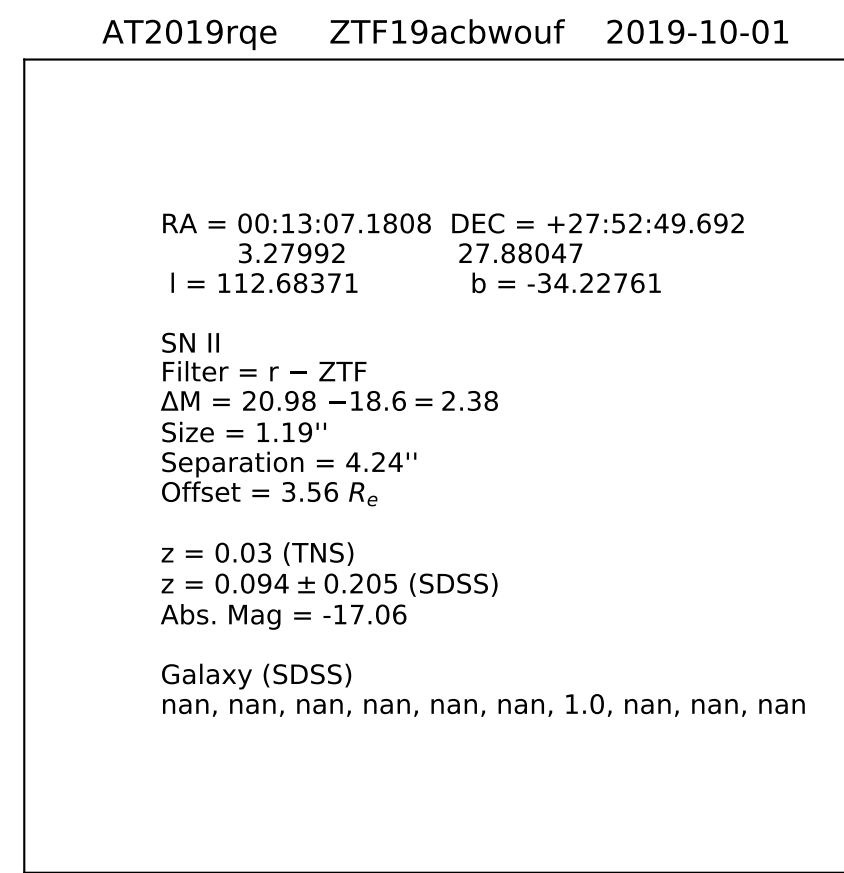 AT2019rqe ZTF19acbwouf 2019-10-01
RA = 00:13:07.1808 DEC = +27:52:49.692
3.27992 27.88047
l = 112.68371 b = -34.22761
SN II
Filter = r − ZTF
ΔM = 20.98 −18.6 = 2.38
Size = 1.19''
Separation = 4.24''
Offset = 3.56 Rₑ
z = 0.03 (TNS)
z = 0.094 ± 0.205 (SDSS)
Abs. Mag = -17.06
Galaxy (SDSS)
nan, nan, nan, nan, nan, nan, 1.0, nan, nan, nan